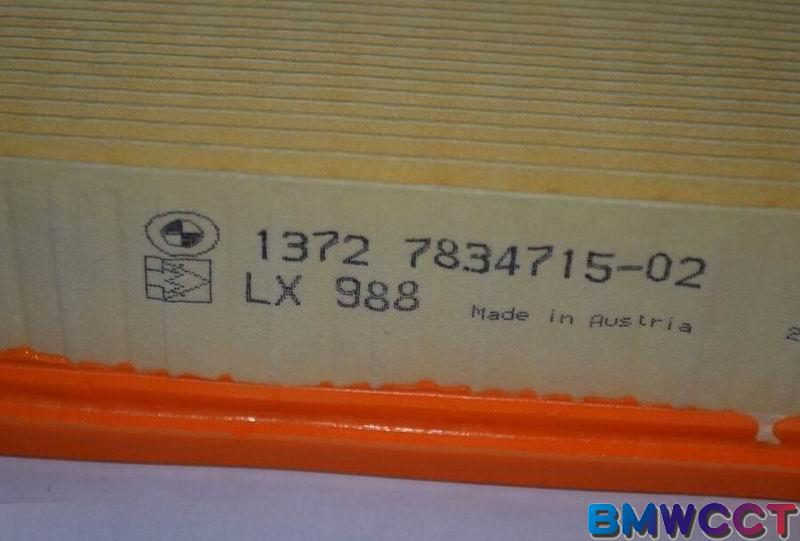 1372 7834715-02
LX 988
Made in Austria
BMWCCT